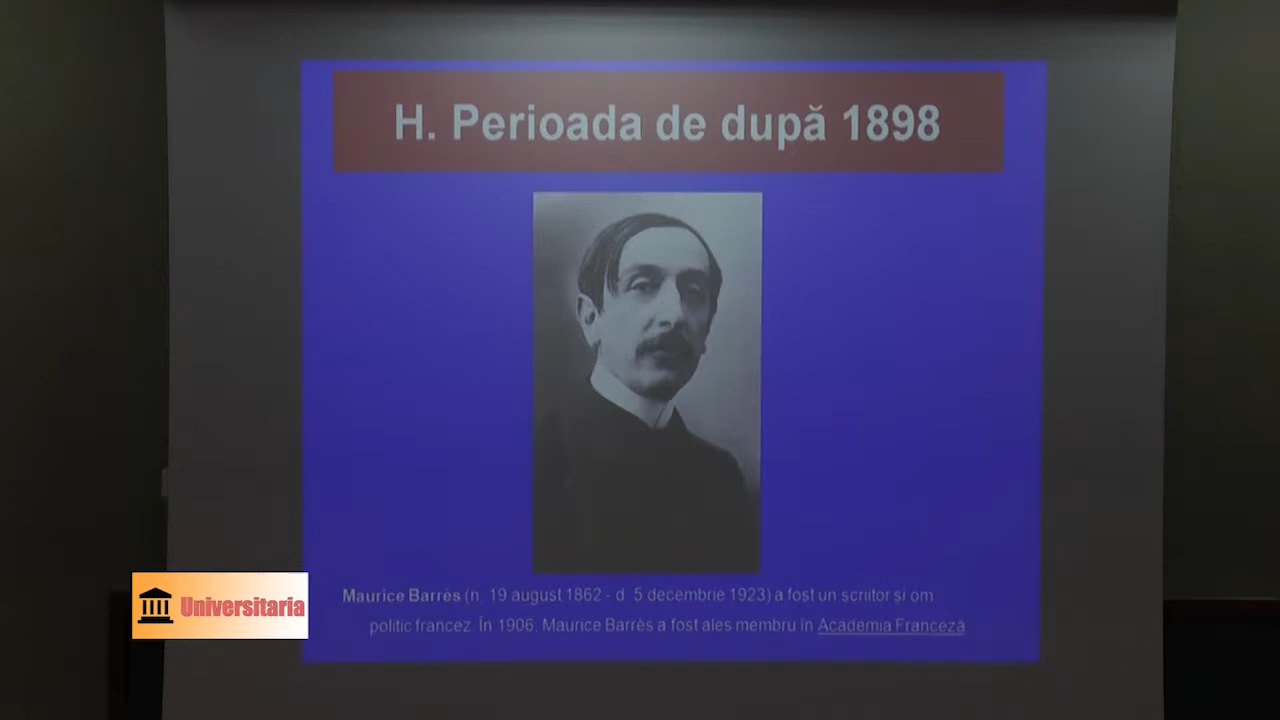 H. Perioada de după 1898
Maurice Barrès (n. 19 august 1862 - d. 5 decembrie 1923) a fost un scriitor și om
politic francez. În 1906, Maurice Barrès a fost ales membru în Academia Franceză
Universitaria